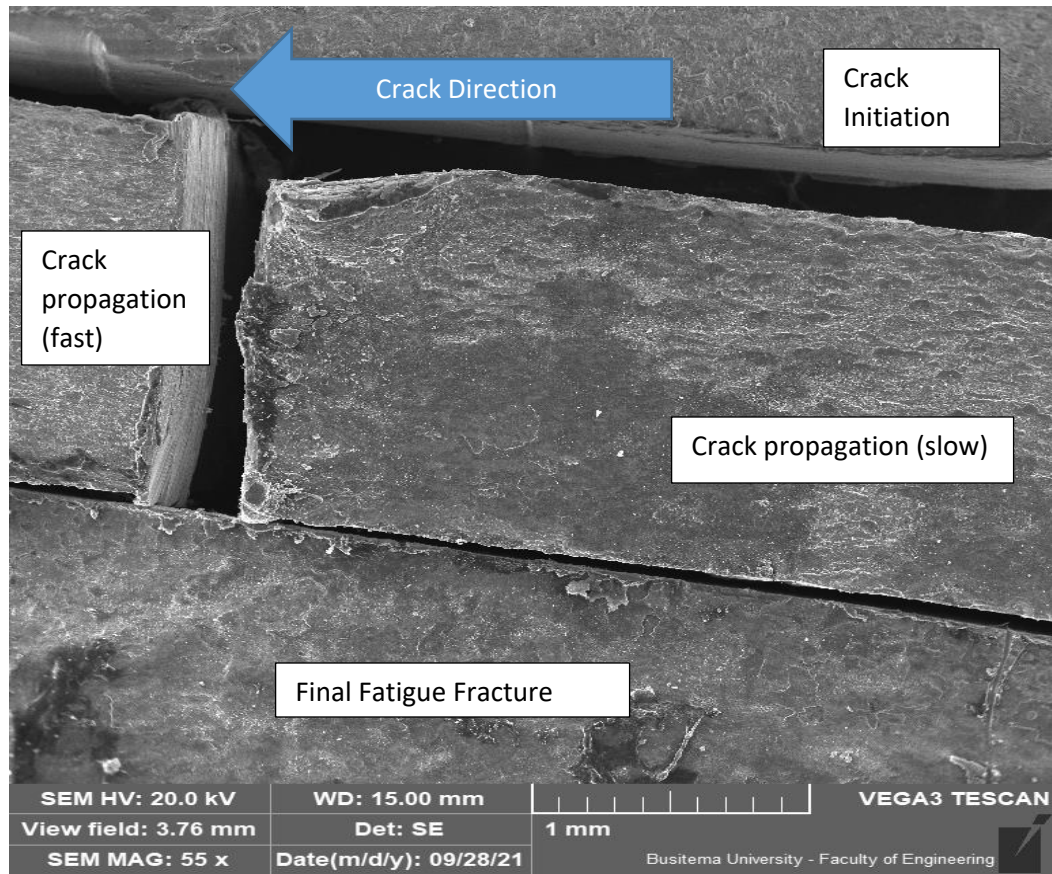 Crack Direction
Crack
Initiation
Crack
propagation
(fast)
Crack propagation (slow)
Final Fatigue Fracture
SEM HV: 20.0 kV
WD: 15.00 mm
VEGA3 TESCAN
View field: 3.76 mm
Det: SE
1 mm
SEM MAG: 55 x
Date(m/d/y): 09/28/21
Busitema University - Faculty of Engineering